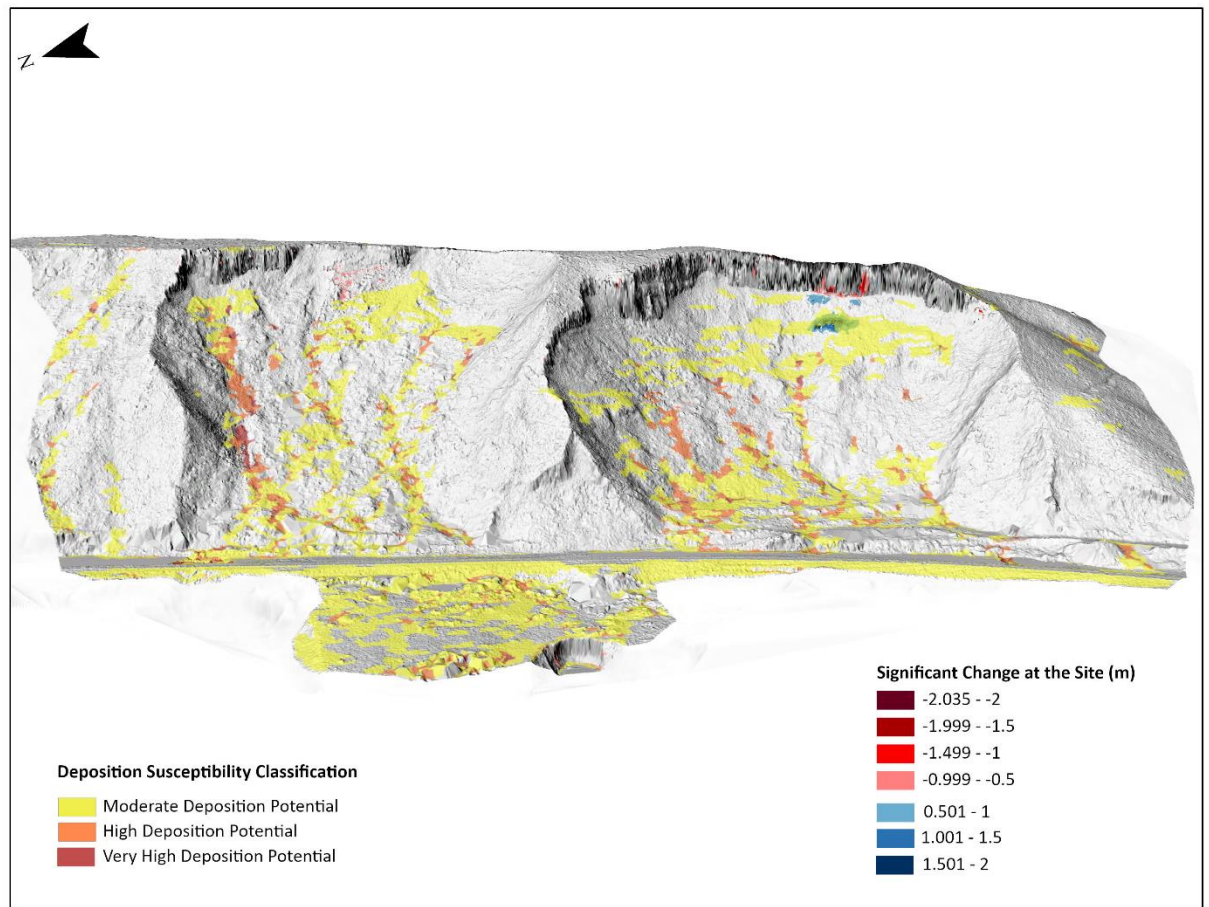 N
Significant Change at the Site (m)
-2.035 - -2
-1.999 - -1.5
-1.499 - -1
-0.999 - -0.5
0.501 - 1
1.001 - 1.5
1.501 - 2
Deposition Susceptibility Classification
Moderate Deposition Potential
High Deposition Potential
Very High Deposition Potential